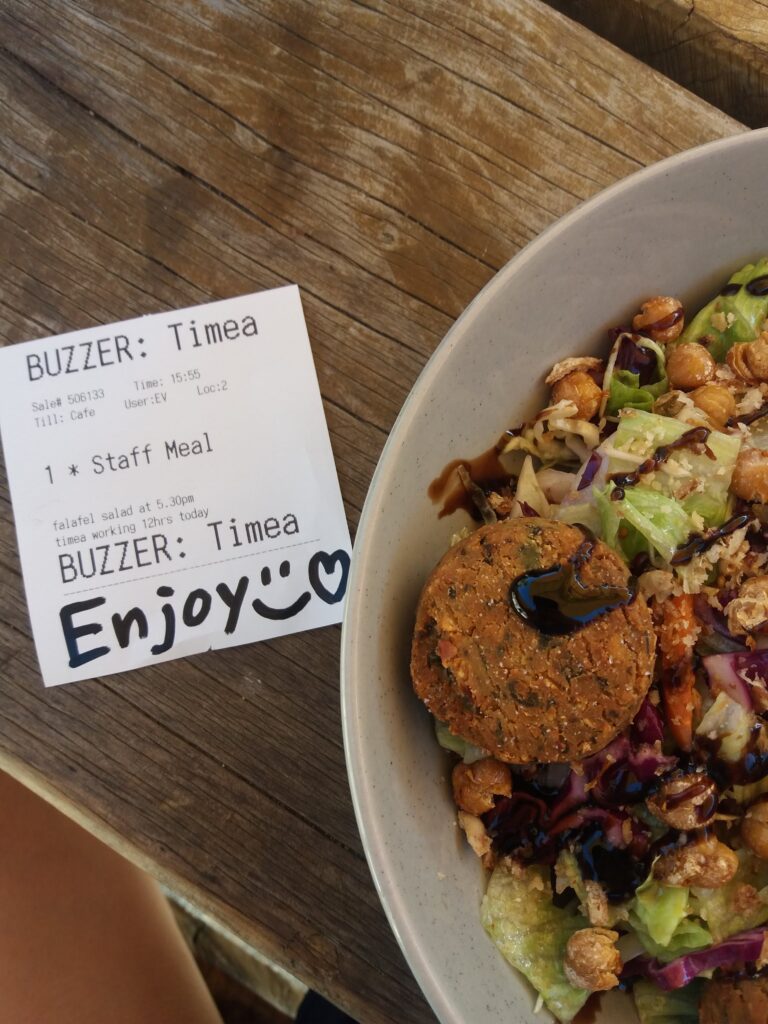 BUZZER: Timea
Sale# 506133 Time: 15:55
Till: Cafe User:EV Loc:2
1 * Staff Meal
falafel salad at 5.30pm
timea working 12hrs today
BUZZER: Timea
Enjoy